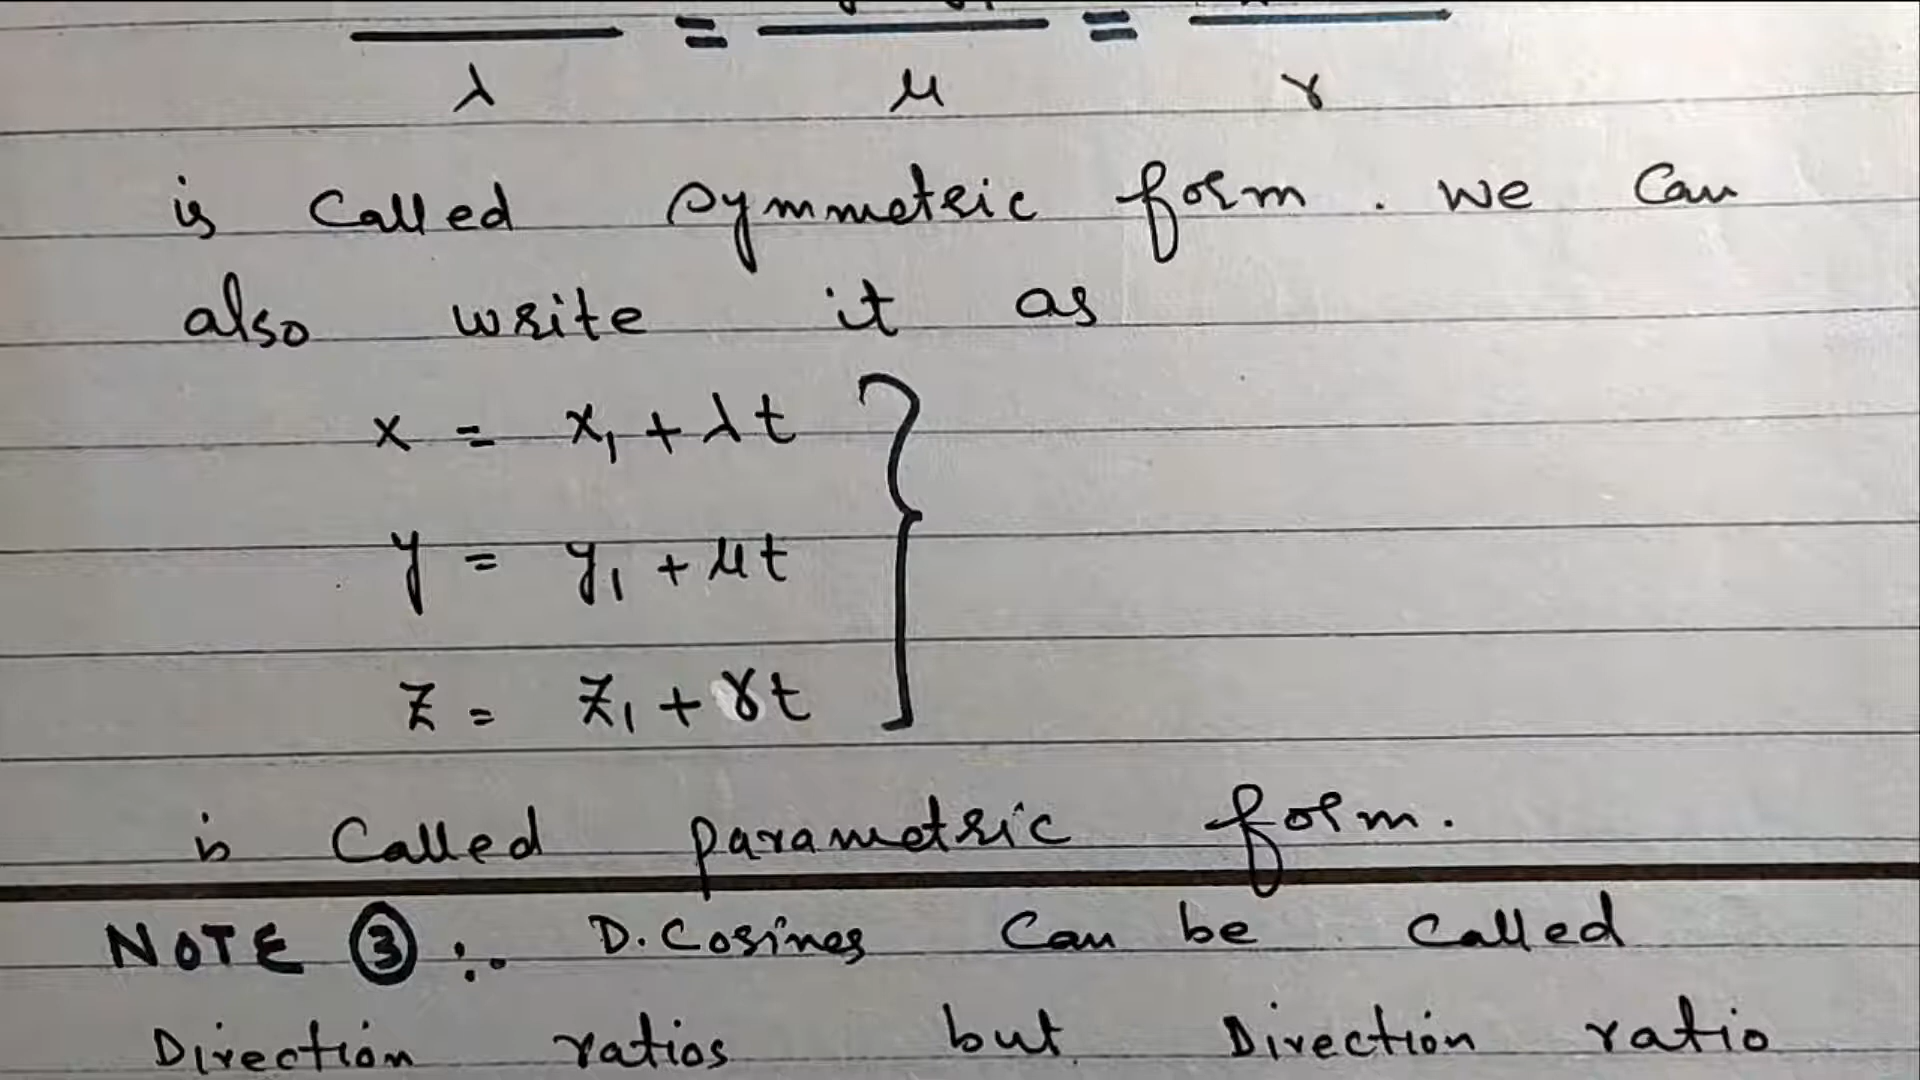 = =
λ μ γ
is called symmetric form. we can
also write it as
x = x₁ + λt
y = y₁ + μt
z = z₁ + γt
is called parametric form.
NOTE ③ :. D. Cosines can be called
Direction ratios but Direction ratio